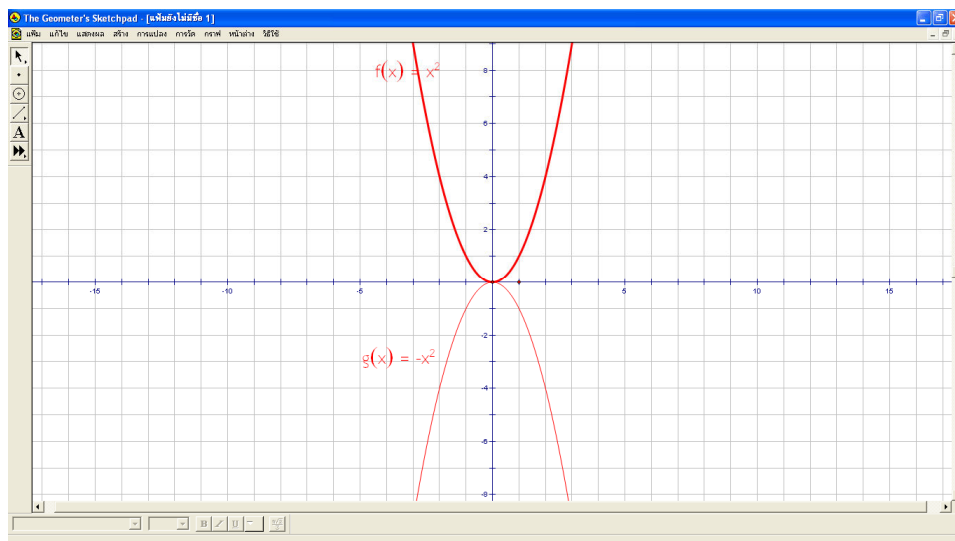 The Geometer's Sketchpad - [แฟ้มยังไม่มีชื่อ 1]
แฟ้ม แก้ไข แสดงผล สร้าง การแปลง การวัด กราฟ หน้าต่าง วิธีใช้
A
f(x) = x²
8
6
4
2
-15 -10 -5 5 10 15
-2
g(x) = -x²
-4
-6
-8
B I U